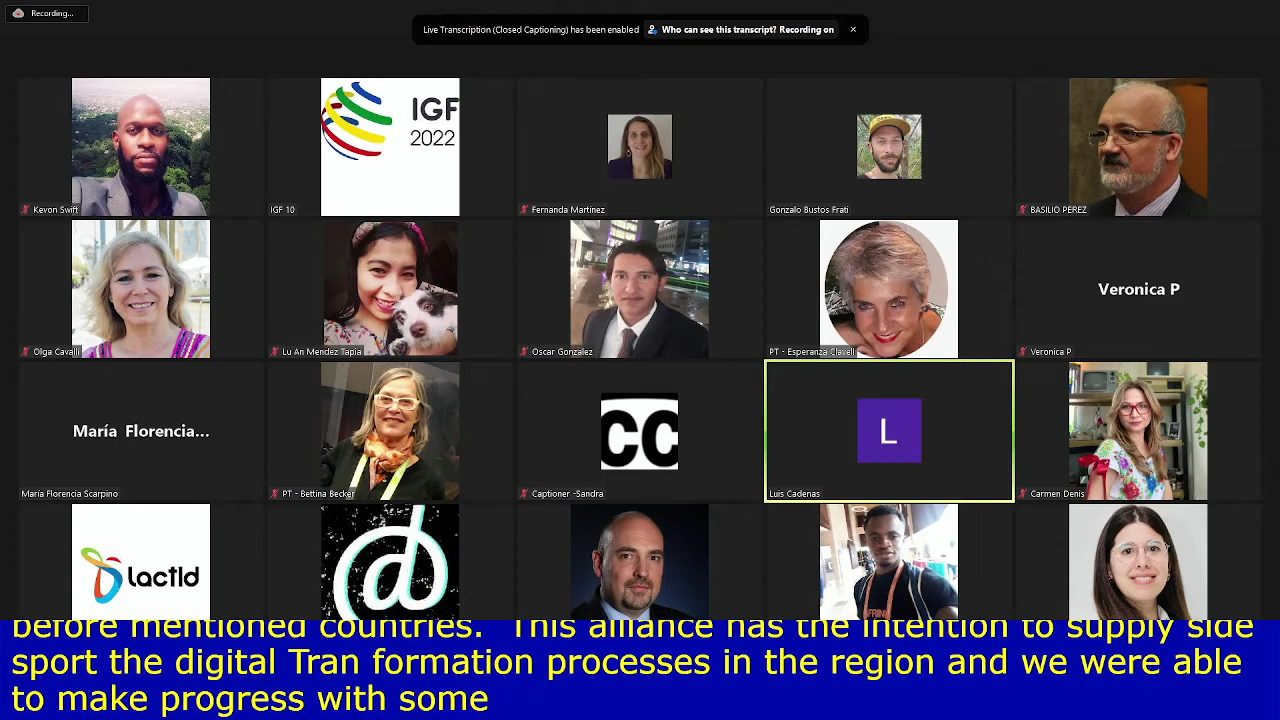 Recording...
Live Transcription (Closed Captioning) has been enabled Who can see this transcript? Recording on
IGF
2022
Kevon Swift
IGF 10
Fernanda Martinez
Gonzalo Bustos Frati
BASILIO PEREZ
Veronica P
Olga Cavalli
Lu An Mendez Tapia
Oscar Gonzalez
PT - Esperanza Clavell
Veronica P
María Florencia...
CC
L
Maria Florencia Scarpino
PT - Bettina Becker
Captioner -Sandra
Luis Cadenas
Carmen Denis
lactld
before mentioned countries. This alliance has the intention to supply side
sport the digital Tran formation processes in the region and we were able
to make progress with some